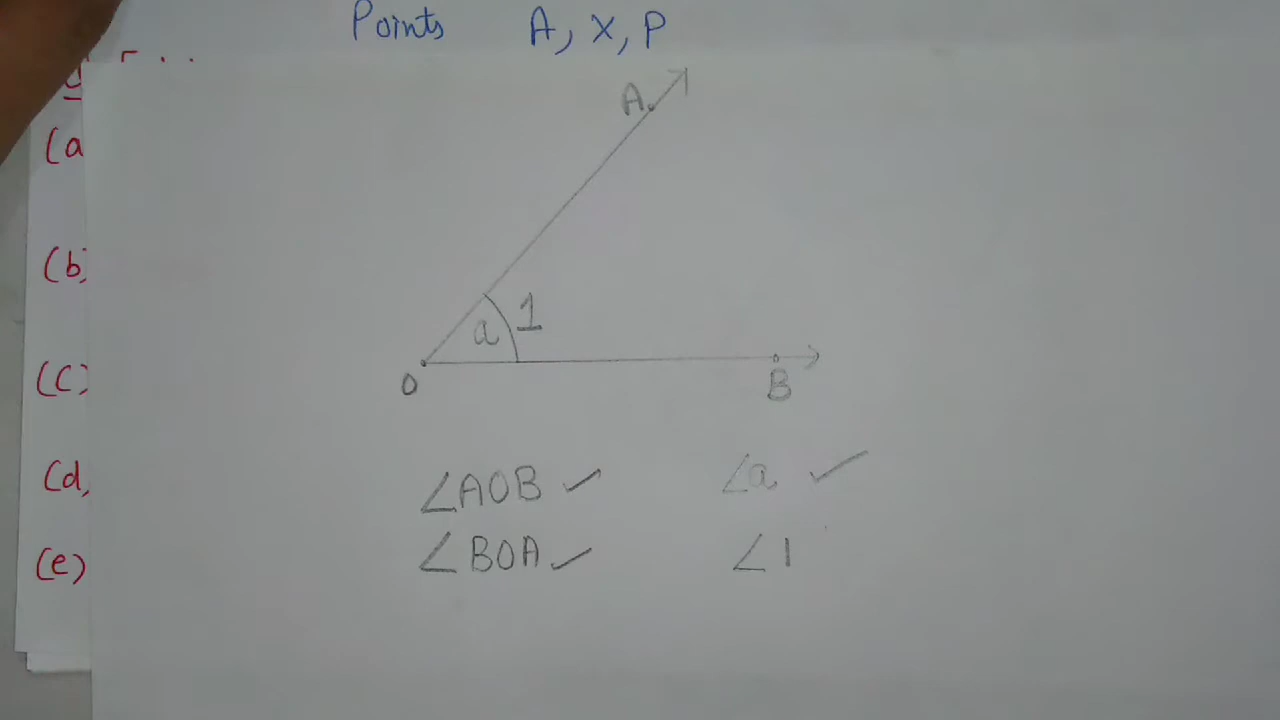 Points A, X, P
(a
(b)
(c)
(d,
(e)
A
a 1
O
B
∠AOB ✓ ∠a ✓
∠BOA ✓ ∠1